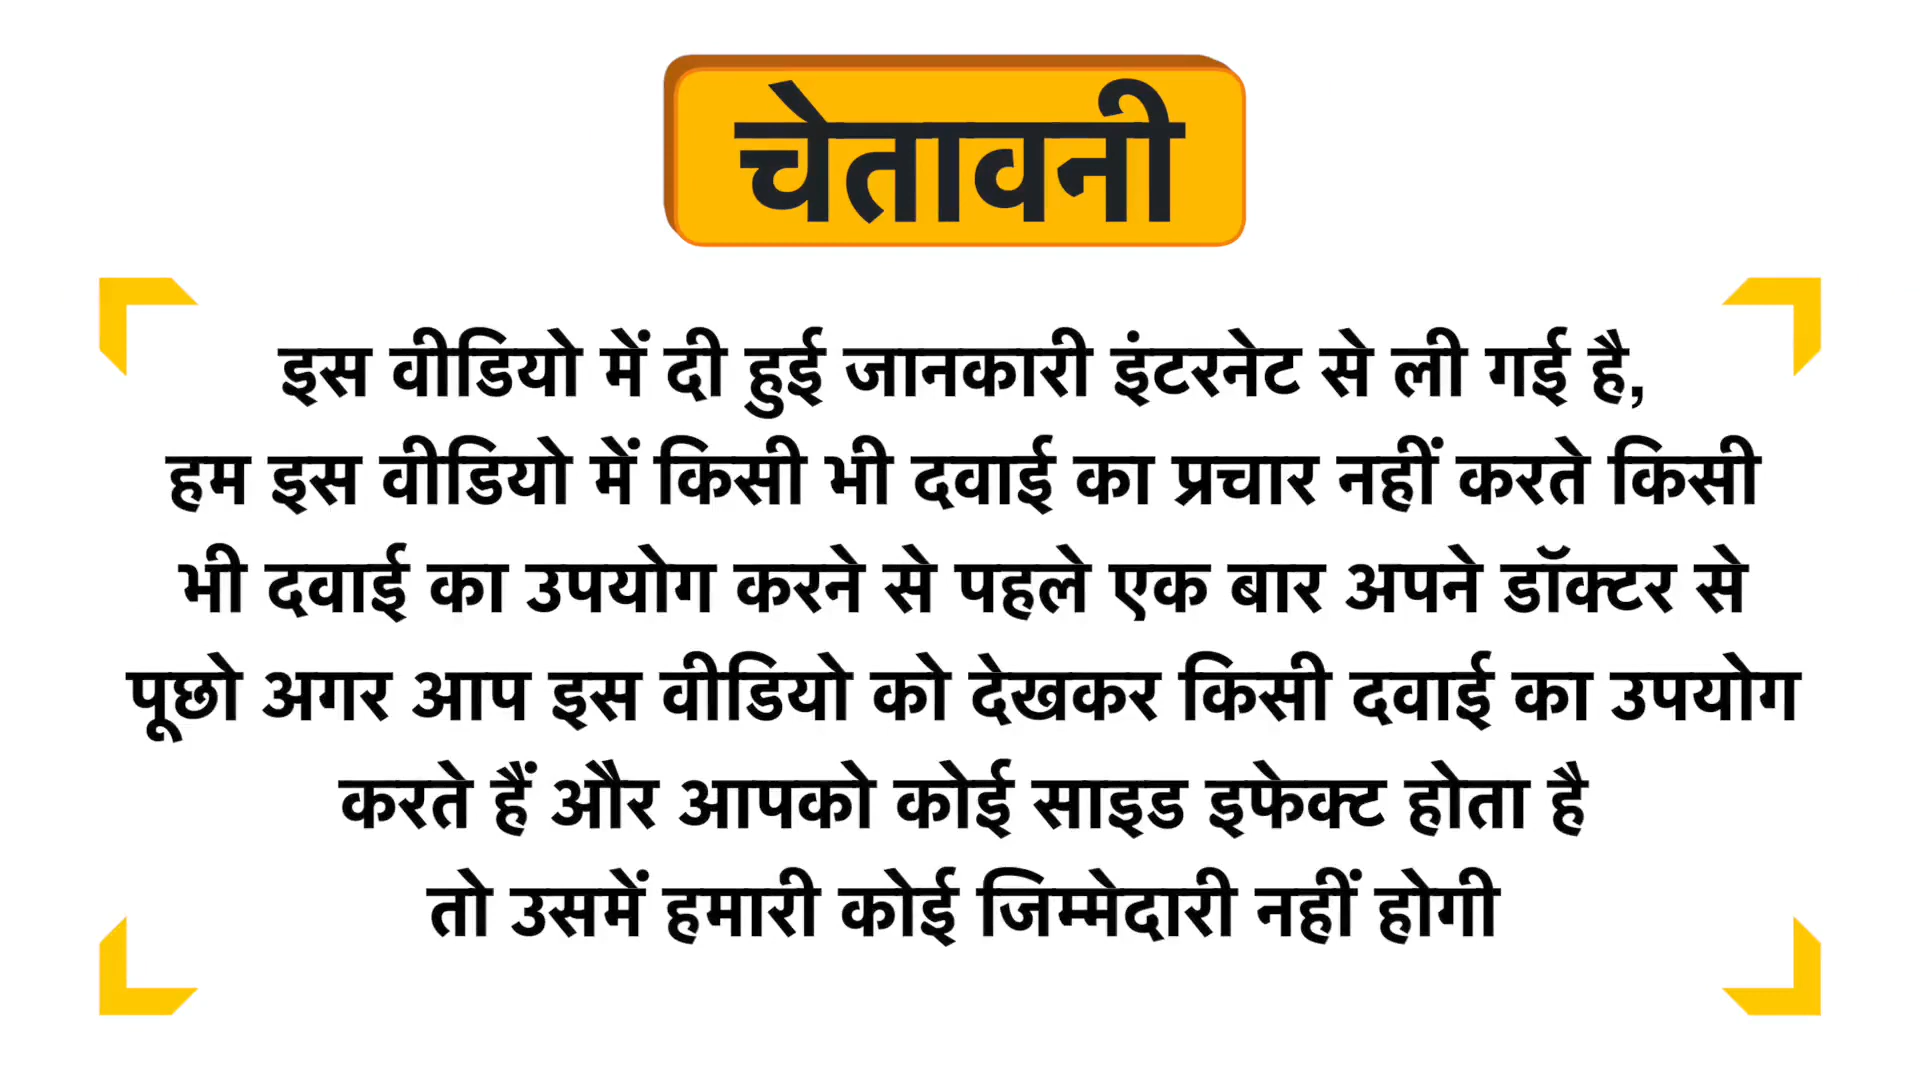 चेतावनी
इस वीडियो में दी हुई जानकारी इंटरनेट से ली गई है,
हम इस वीडियो में किसी भी दवाई का प्रचार नहीं करते किसी
भी दवाई का उपयोग करने से पहले एक बार अपने डॉक्टर से
पूछो अगर आप इस वीडियो को देखकर किसी दवाई का उपयोग
करते हैं और आपको कोई साइड इफेक्ट होता है
तो उसमें हमारी कोई जिम्मेदारी नहीं होगी